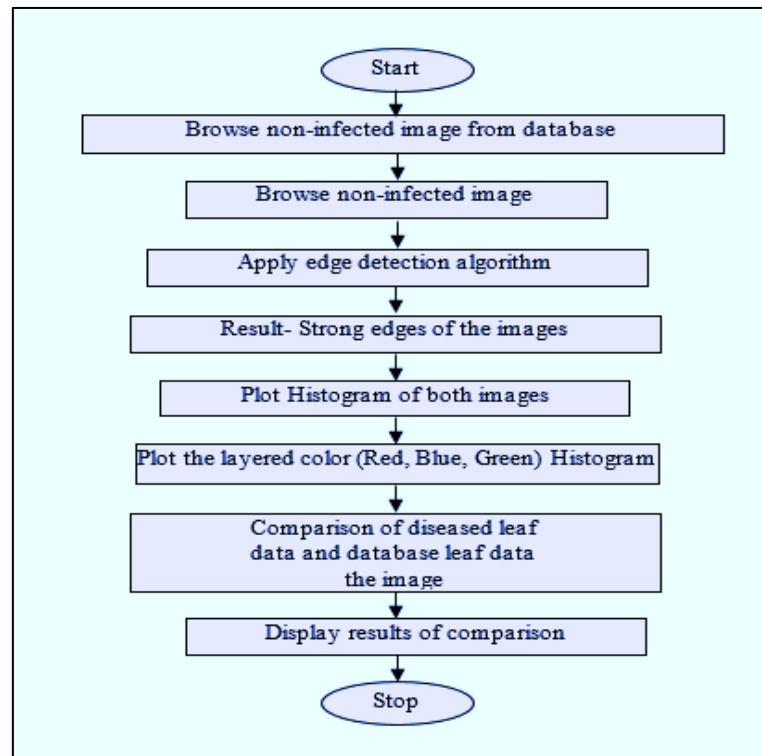 Start
Browse non-infected image from database
Browse non-infected image
Apply edge detection algorithm
Result- Strong edges of the images
Plot Histogram of both images
Plot the layered color (Red, Blue, Green) Histogram
Comparison of diseased leaf
data and database leaf data
the image
Display results of comparison
Stop